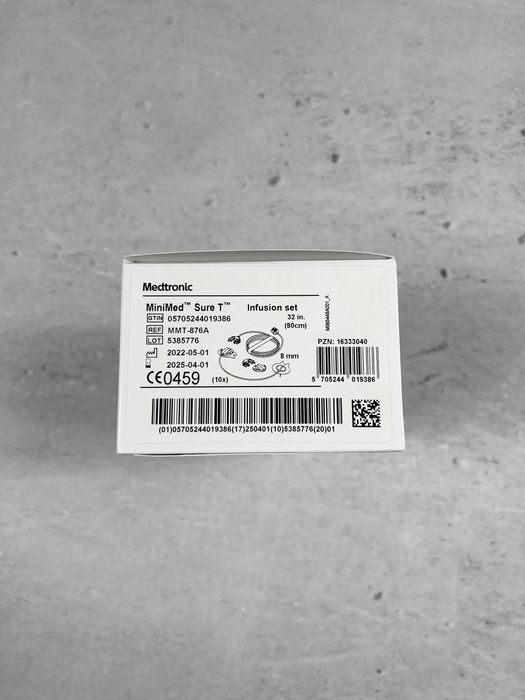 Medtronic
MiniMed™ Sure T™ Infusion set
GTIN 05705244019386
32 in.
(80cm)
REF MMT-876A
LOT 5385776
2022-05-01
2025-04-01
CE0459
(10x)
8 mm
PZN: 16333040
5 705244 019386
(01)05705244019386(17)250401(10)5385776(20)01